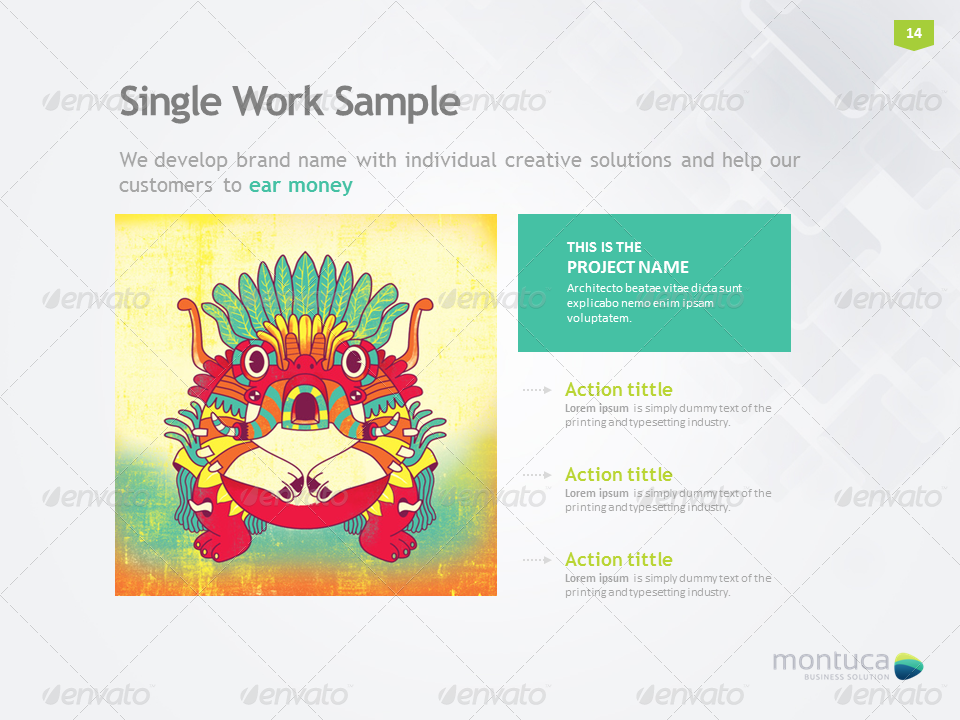 14
Single Work Sample
We develop brand name with individual creative solutions and help our
customers to ear money
THIS IS THE
PROJECT NAME
Architecto beatae vitae dicta sunt
explicabo nemo enim ipsam
voluptatem.
Action tittle
Lorem ipsum is simply dummy text of the
printing and typesetting industry.
Action tittle
Lorem ipsum is simply dummy text of the
printing and typesetting industry.
Action tittle
Lorem ipsum is simply dummy text of the
printing and typesetting industry.
montuca
BUSINESS SOLUTION
envato envato envato envato envato
envato envato envato envato envato
envato envato envato envato envato
envato envato envato envato envato